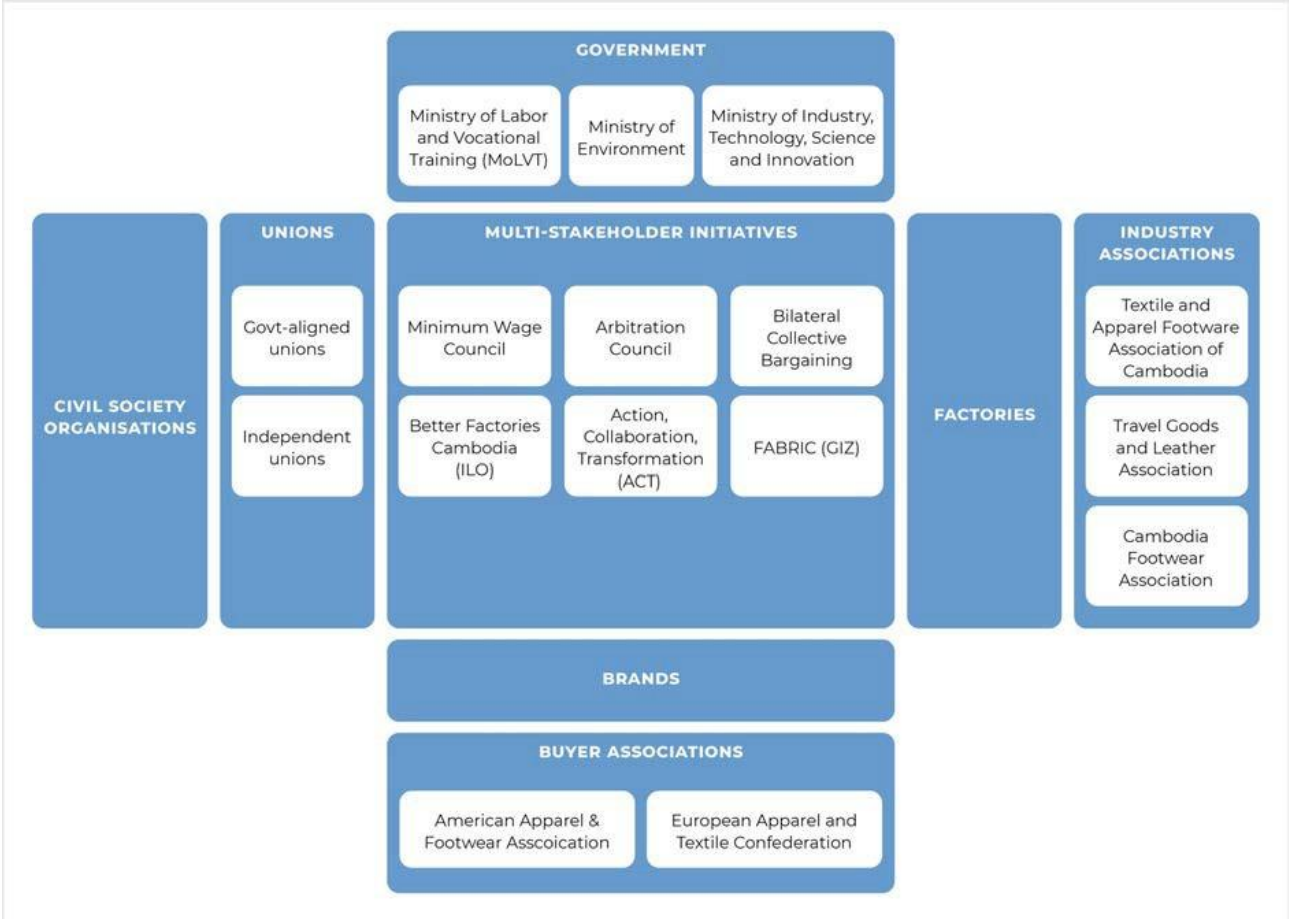 GOVERNMENT
Ministry of Labor
and Vocational
Training (MoLVT)
Ministry of
Environment
Ministry of Industry,
Technology, Science
and Innovation
CIVIL SOCIETY
ORGANISATIONS
UNIONS
Govt-aligned
unions
Independent
unions
MULTI-STAKEHOLDER INITIATIVES
Minimum Wage
Council
Arbitration
Council
Bilateral
Collective
Bargaining
Better Factories
Cambodia
(ILO)
Action,
Collaboration,
Transformation
(ACT)
FABRIC (GIZ)
FACTORIES
INDUSTRY
ASSOCIATIONS
Textile and
Apparel Footware
Association of
Cambodia
Travel Goods
and Leather
Association
Cambodia
Footwear
Association
BRANDS
BUYER ASSOCIATIONS
American Apparel &
Footwear Asscoication
European Apparel and
Textile Confederation